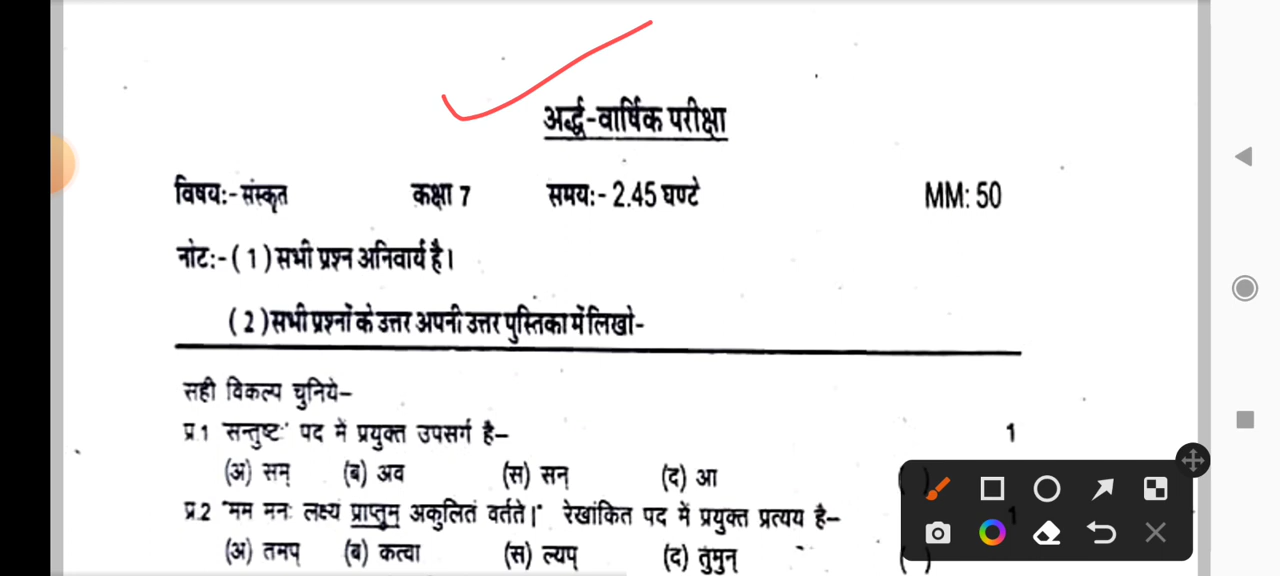 अर्द्ध-वार्षिक परीक्षा
विषय:- संस्कृत कक्षा 7 समय:- 2.45 घण्टे MM: 50
नोट:- ( 1 ) सभी प्रश्न अनिवार्य है।
( 2 ) सभी प्रश्नों के उत्तर अपनी उत्तर पुस्तिका में लिखो-
सही विकल्प चुनिये–
प्र.1 'सन्तुष्टः' पद में प्रयुक्त उपसर्ग है– 1
(अ) सम् (ब) अव (स) सन् (द) आ ( )
प्र.2 "मम मनः लक्ष्यं प्राप्तुम् अकुलितं वर्तते।" रेखांकित पद में प्रयुक्त प्रत्यय है– 1
(अ) तमप् (ब) कत्वा (स) ल्यप् (द) तुमुन् ( )